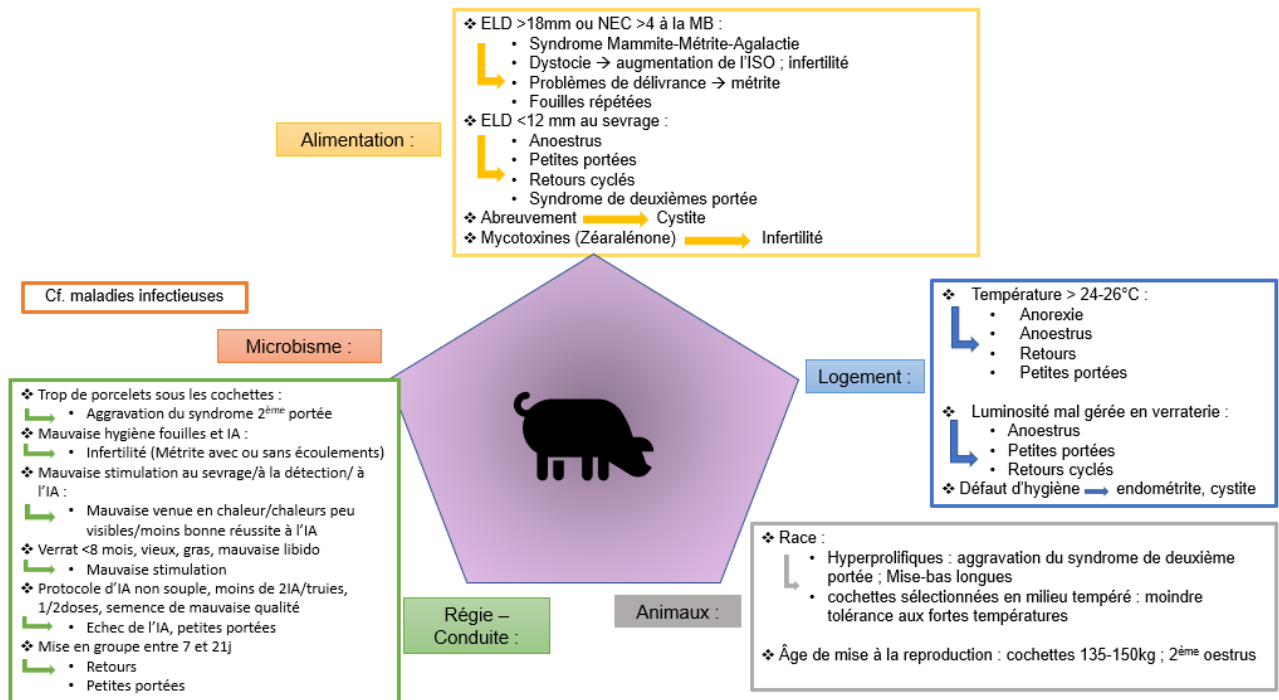 Alimentation :
❖ ELD >18mm ou NEC >4 à la MB :
• Syndrome Mammite-Métrite-Agalactie
• Dystocie → augmentation de l'ISO ; infertilité
• Problèmes de délivrance → métrite
• Fouilles répétées
❖ ELD <12 mm au sevrage :
• Anoestrus
• Petites portées
• Retours cyclés
• Syndrome de deuxièmes portée
❖ Abreuvement Cystite
❖ Mycotoxines (Zéaralénone) Infertilité
Cf. maladies infectieuses
Microbisme :
Logement :
❖ Température > 24-26°C :
• Anorexie
• Anoestrus
• Retours
• Petites portées
❖ Luminosité mal gérée en verraterie :
• Anoestrus
• Petites portées
• Retours cyclés
❖ Défaut d'hygiène endométrite, cystite
❖ Trop de porcelets sous les cochettes :
• Aggravation du syndrome 2ème portée
❖ Mauvaise hygiène fouilles et IA :
• Infertilité (Métrite avec ou sans écoulements)
❖ Mauvaise stimulation au sevrage/à la détection/ à
l'IA :
• Mauvaise venue en chaleur/chaleurs peu
visibles/moins bonne réussite à l'IA
❖ Verrat <8 mois, vieux, gras, mauvaise libido
• Mauvaise stimulation
❖ Protocole d'IA non souple, moins de 2IA/truies,
1/2doses, semence de mauvaise qualité
• Echec de l'IA, petites portées
❖ Mise en groupe entre 7 et 21j
• Retours
• Petites portées
Régie –
Conduite :
Animaux :
❖ Race :
• Hyperprolifiques : aggravation du syndrome de deuxième
portée ; Mise-bas longues
• cochettes sélectionnées en milieu tempéré : moindre
tolérance aux fortes températures
❖ Âge de mise à la reproduction : cochettes 135-150kg ; 2ème oestrus